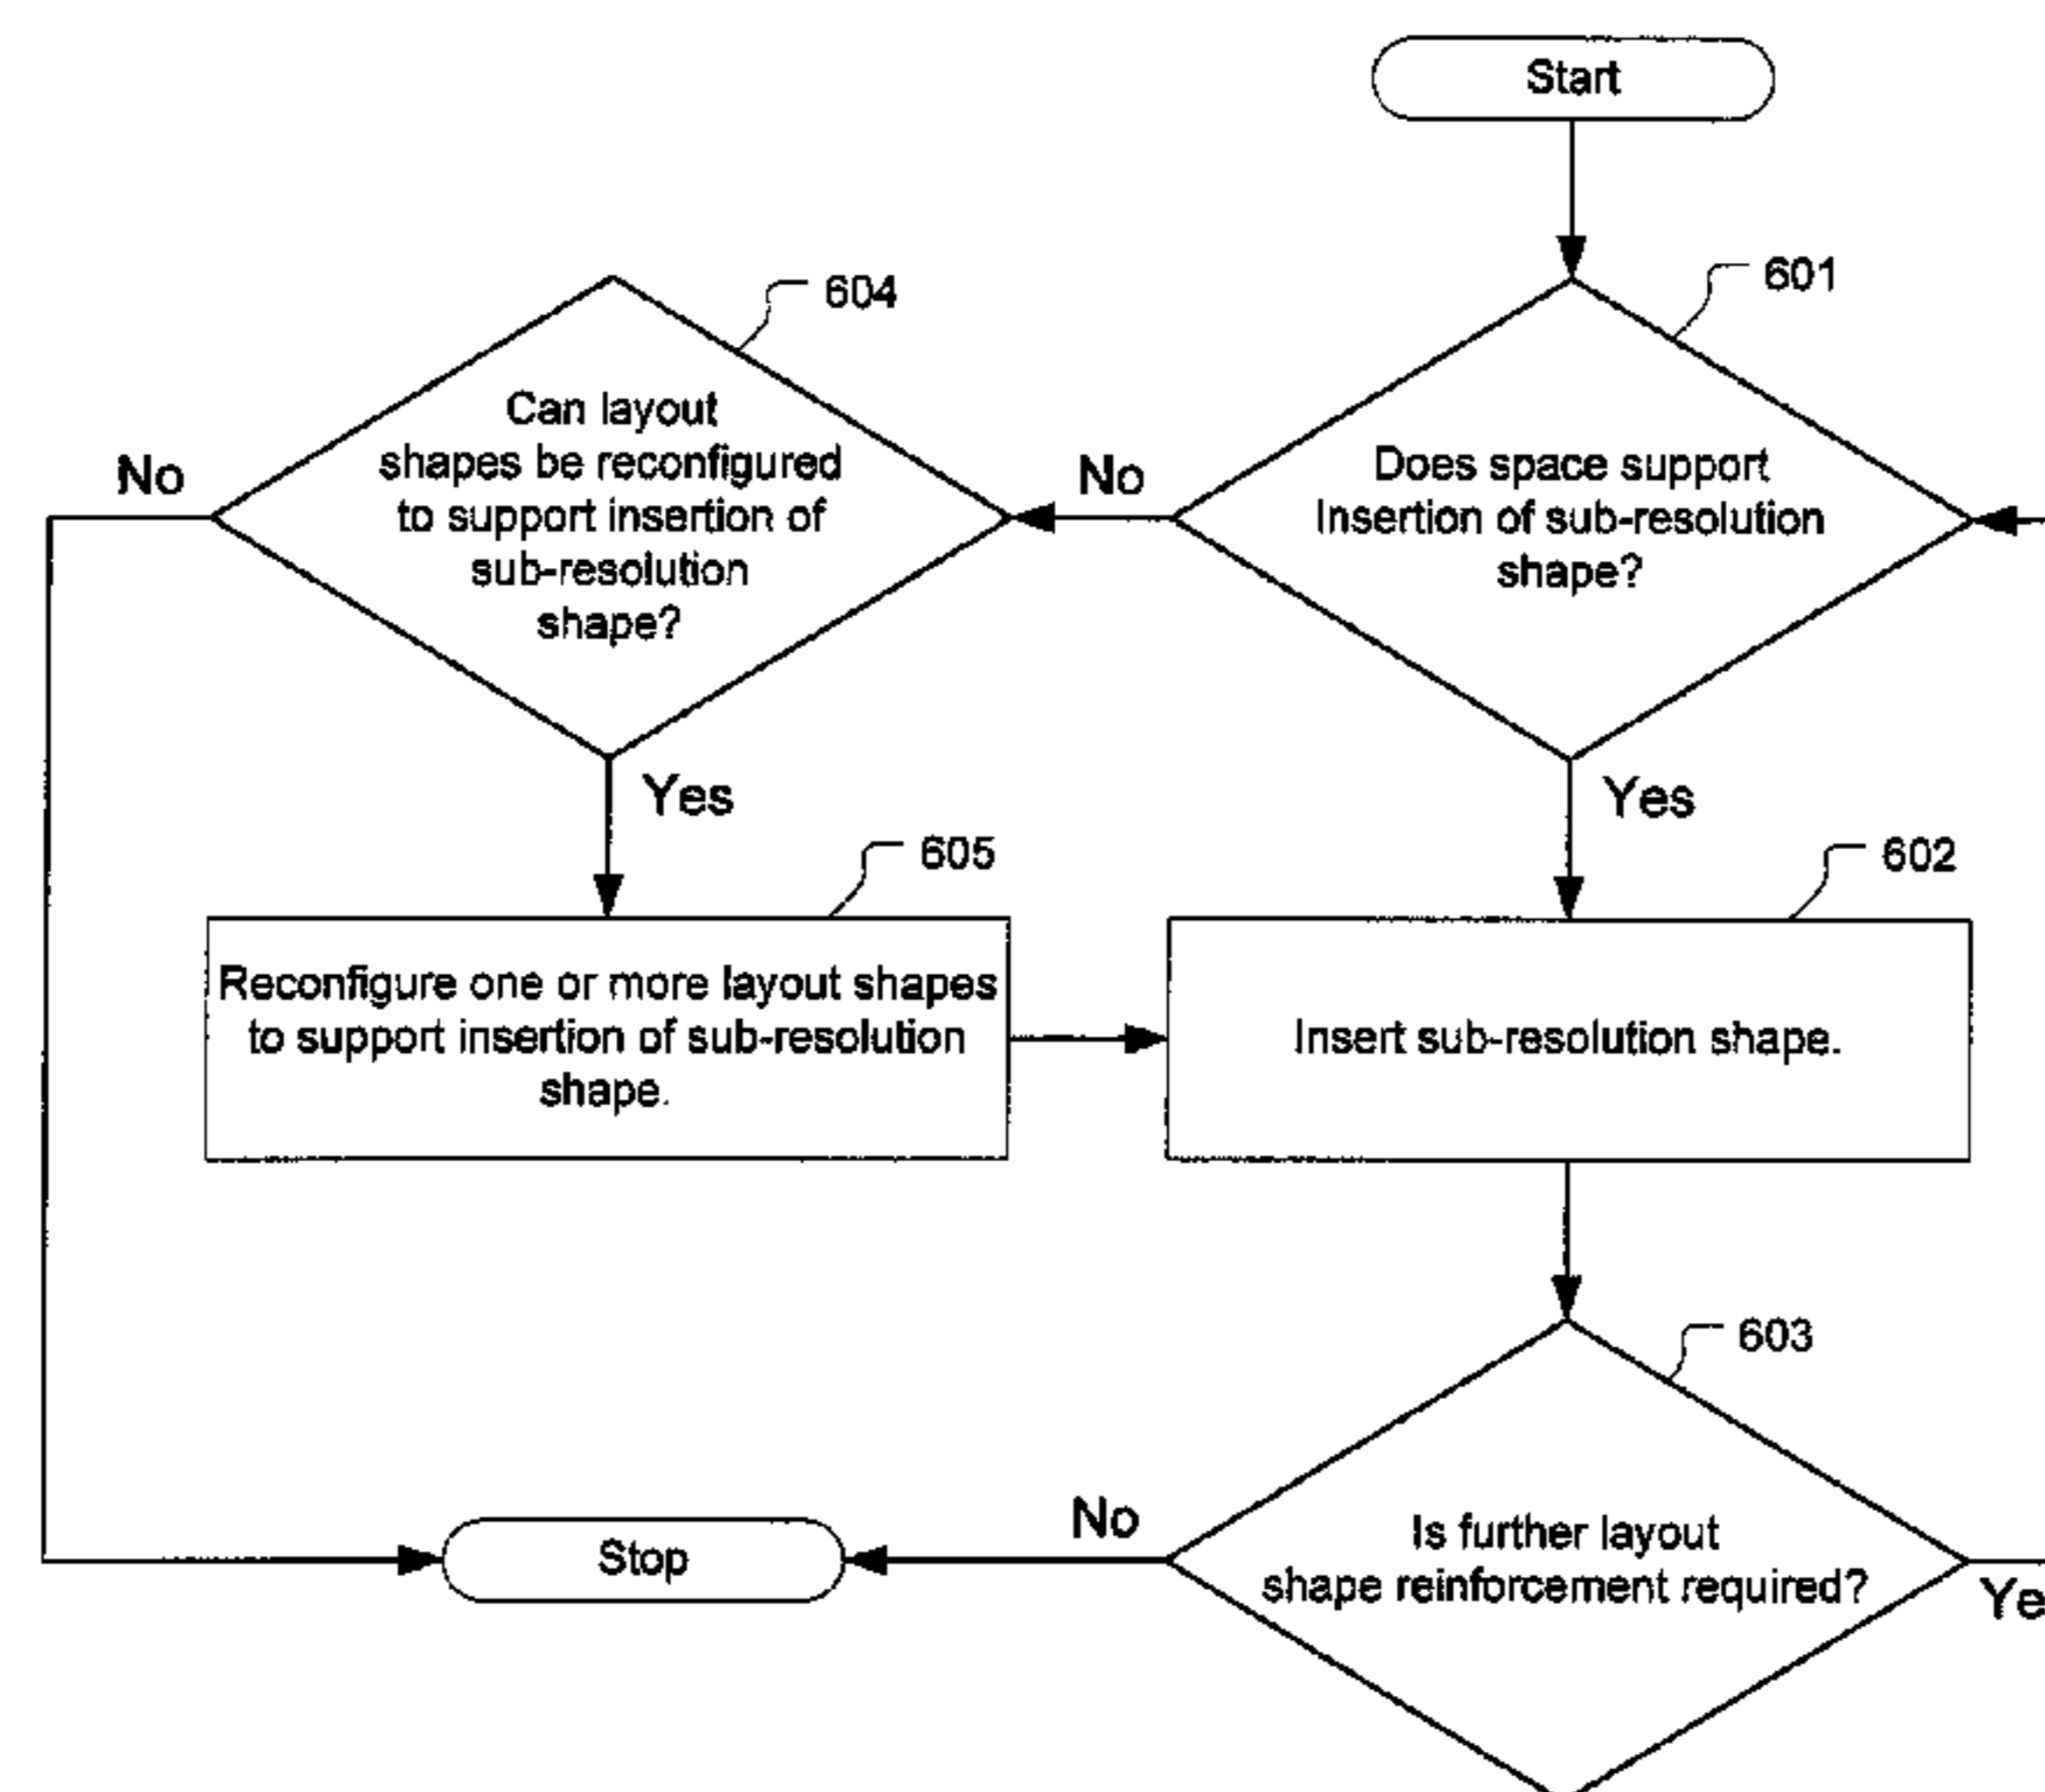 Start
601
Does space support
Insertion of sub-resolution
shape?
No
Yes
604
Can layout
shapes be reconfigured
to support insertion of
sub-resolution
shape?
No
Yes
605
Reconfigure one or more layout shapes
to support insertion of sub-resolution
shape.
602
Insert sub-resolution shape.
603
Is further layout
shape reinforcement required?
No
Stop